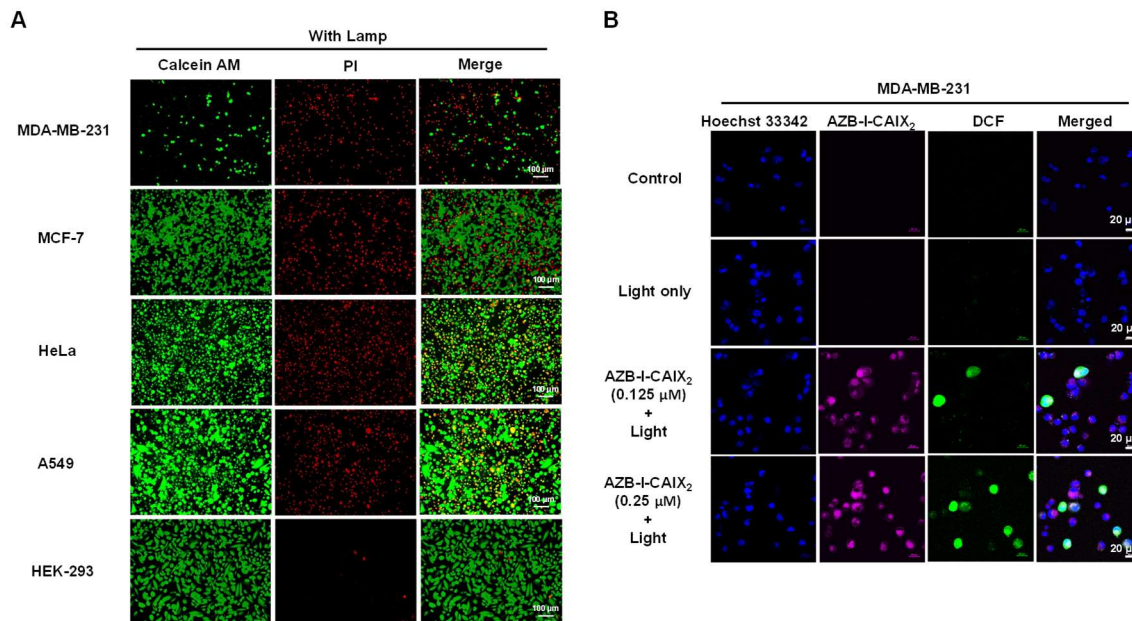 A
With Lamp
Calcein AM PI Merge
MDA-MB-231
100 µm
MCF-7
100 µm
HeLa
100 µm
A549
100 µm
HEK-293
100 µm
B
MDA-MB-231
Hoechst 33342 AZB-I-CAIX₂ DCF Merged
Control
20 µ
Light only
20 µ
AZB-I-CAIX₂
(0.125 µM)
+
Light
20 µ
AZB-I-CAIX₂
(0.25 µM)
+
Light
20 µ